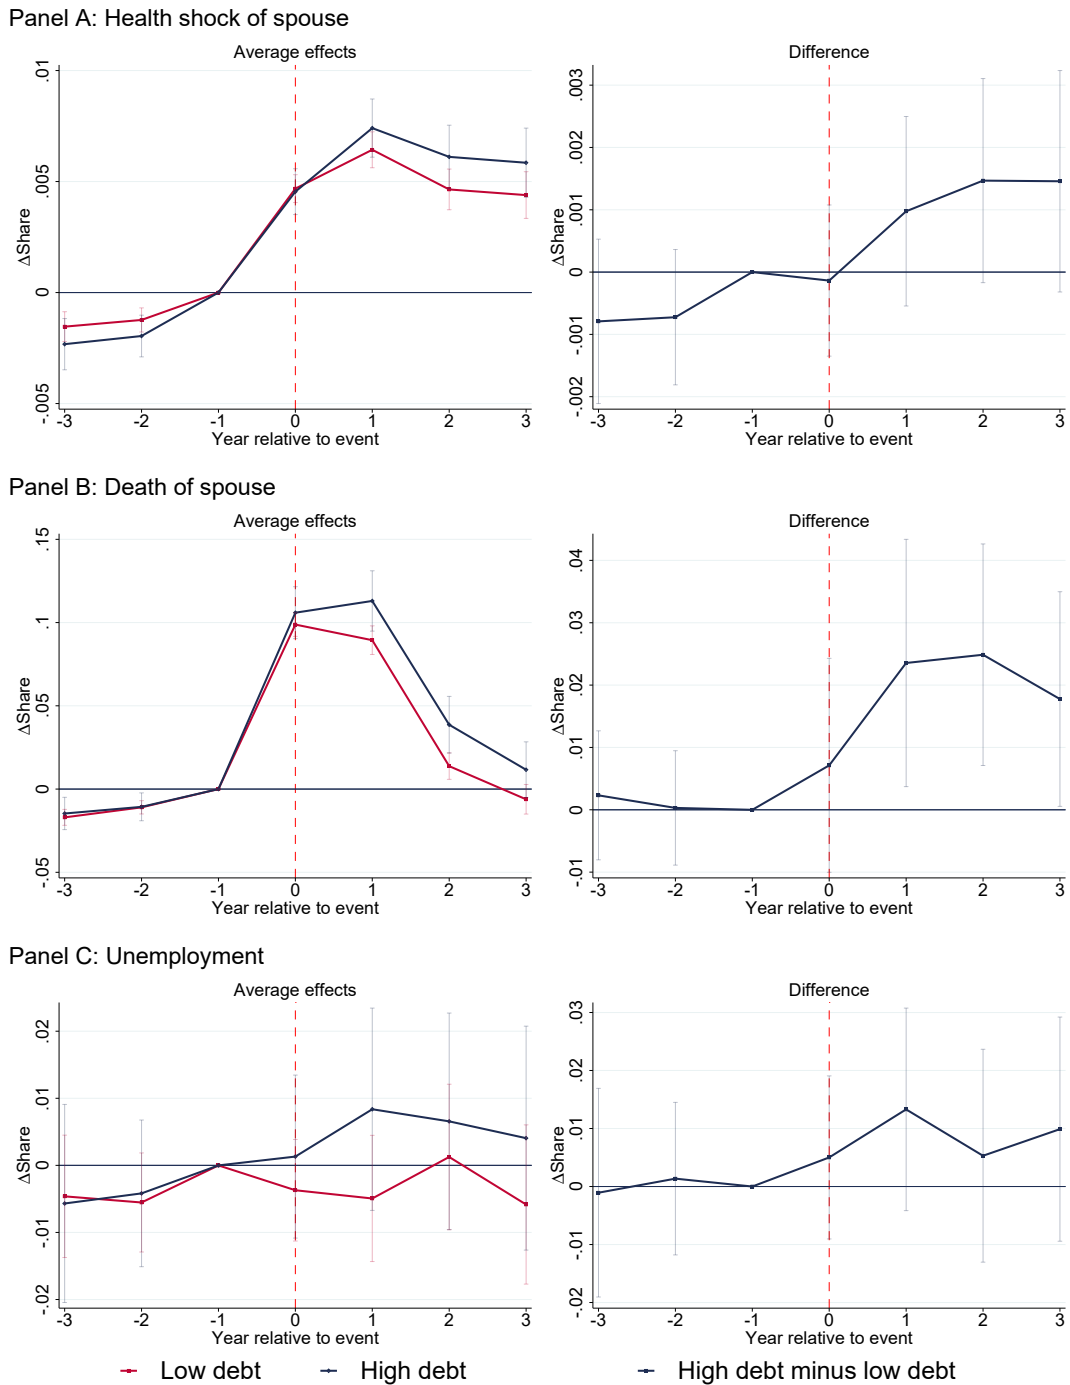 Panel A: Health shock of spouse
Average effects
Difference
ΔShare
.01
.005
0
-.005
-3 -2 -1 0 1 2 3
Year relative to event
ΔShare
.003
.002
.001
0
-.001
-.002
-3 -2 -1 0 1 2 3
Year relative to event
Panel B: Death of spouse
Average effects
Difference
ΔShare
.15
.1
.05
0
-.05
-3 -2 -1 0 1 2 3
Year relative to event
ΔShare
.04
.03
.02
.01
0
-.01
-3 -2 -1 0 1 2 3
Year relative to event
Panel C: Unemployment
Average effects
Difference
ΔShare
.02
.01
0
-.01
-.02
-3 -2 -1 0 1 2 3
Year relative to event
ΔShare
.03
.02
.01
0
-.01
-.02
-3 -2 -1 0 1 2 3
Year relative to event
Low debt
High debt
High debt minus low debt